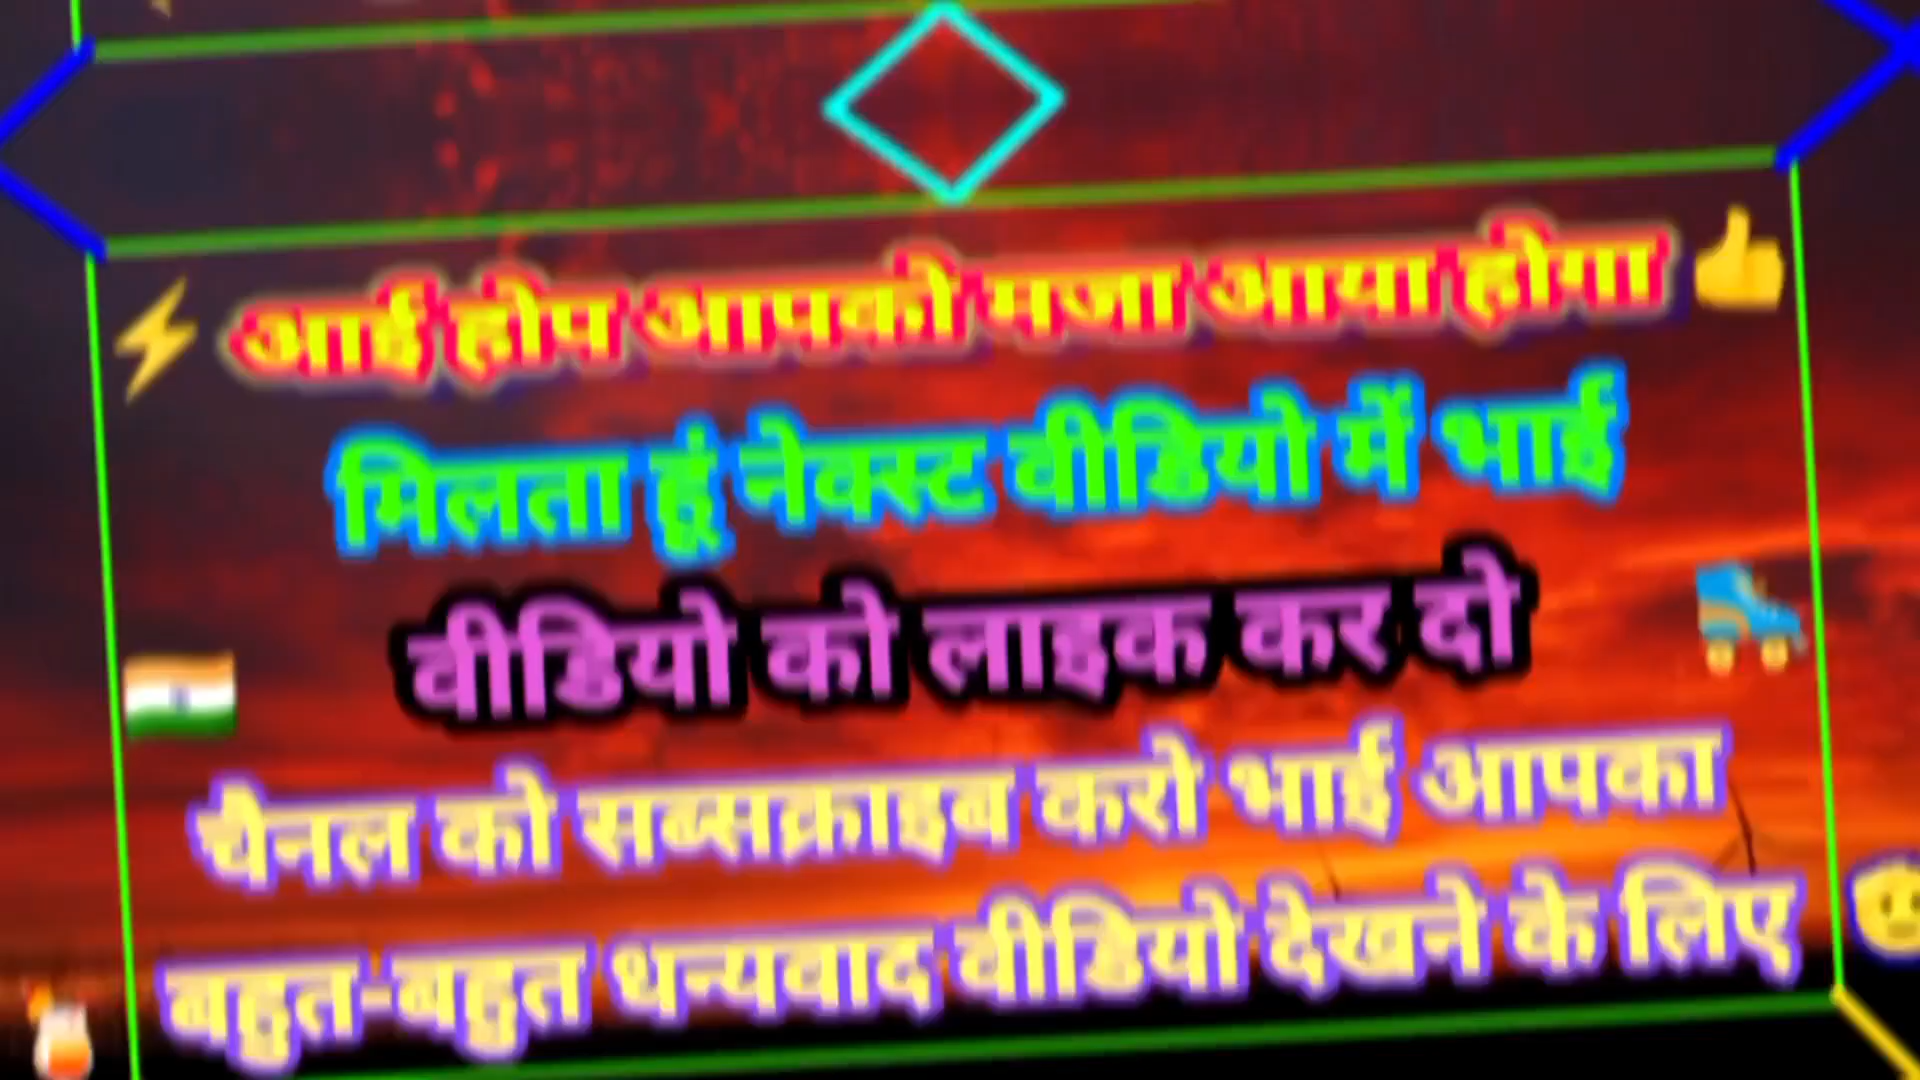 आई होप आपको मजा आया होगा
मिलता हूं नेक्स्ट वीडियो में भाई
वीडियो को लाइक कर दो
चैनल को सब्सक्राइब करो भाई आपका
बहुत-बहुत धन्यवाद वीडियो देखने के लिए